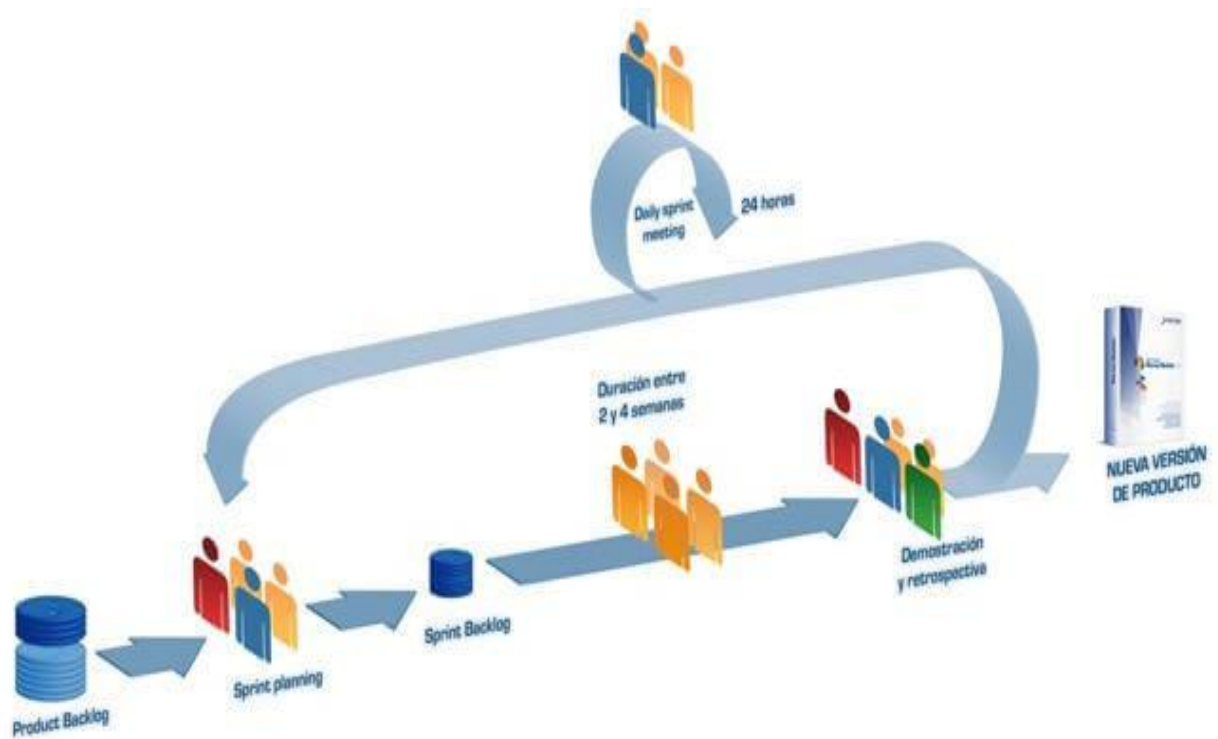 Daily sprint
meeting
24 horas
Duración entre
2 y 4 semanas
NUEVA VERSIÓN
DE PRODUCTO
Demostración
y retrospectiva
Sprint Backlog
Sprint planning
Product Backlog